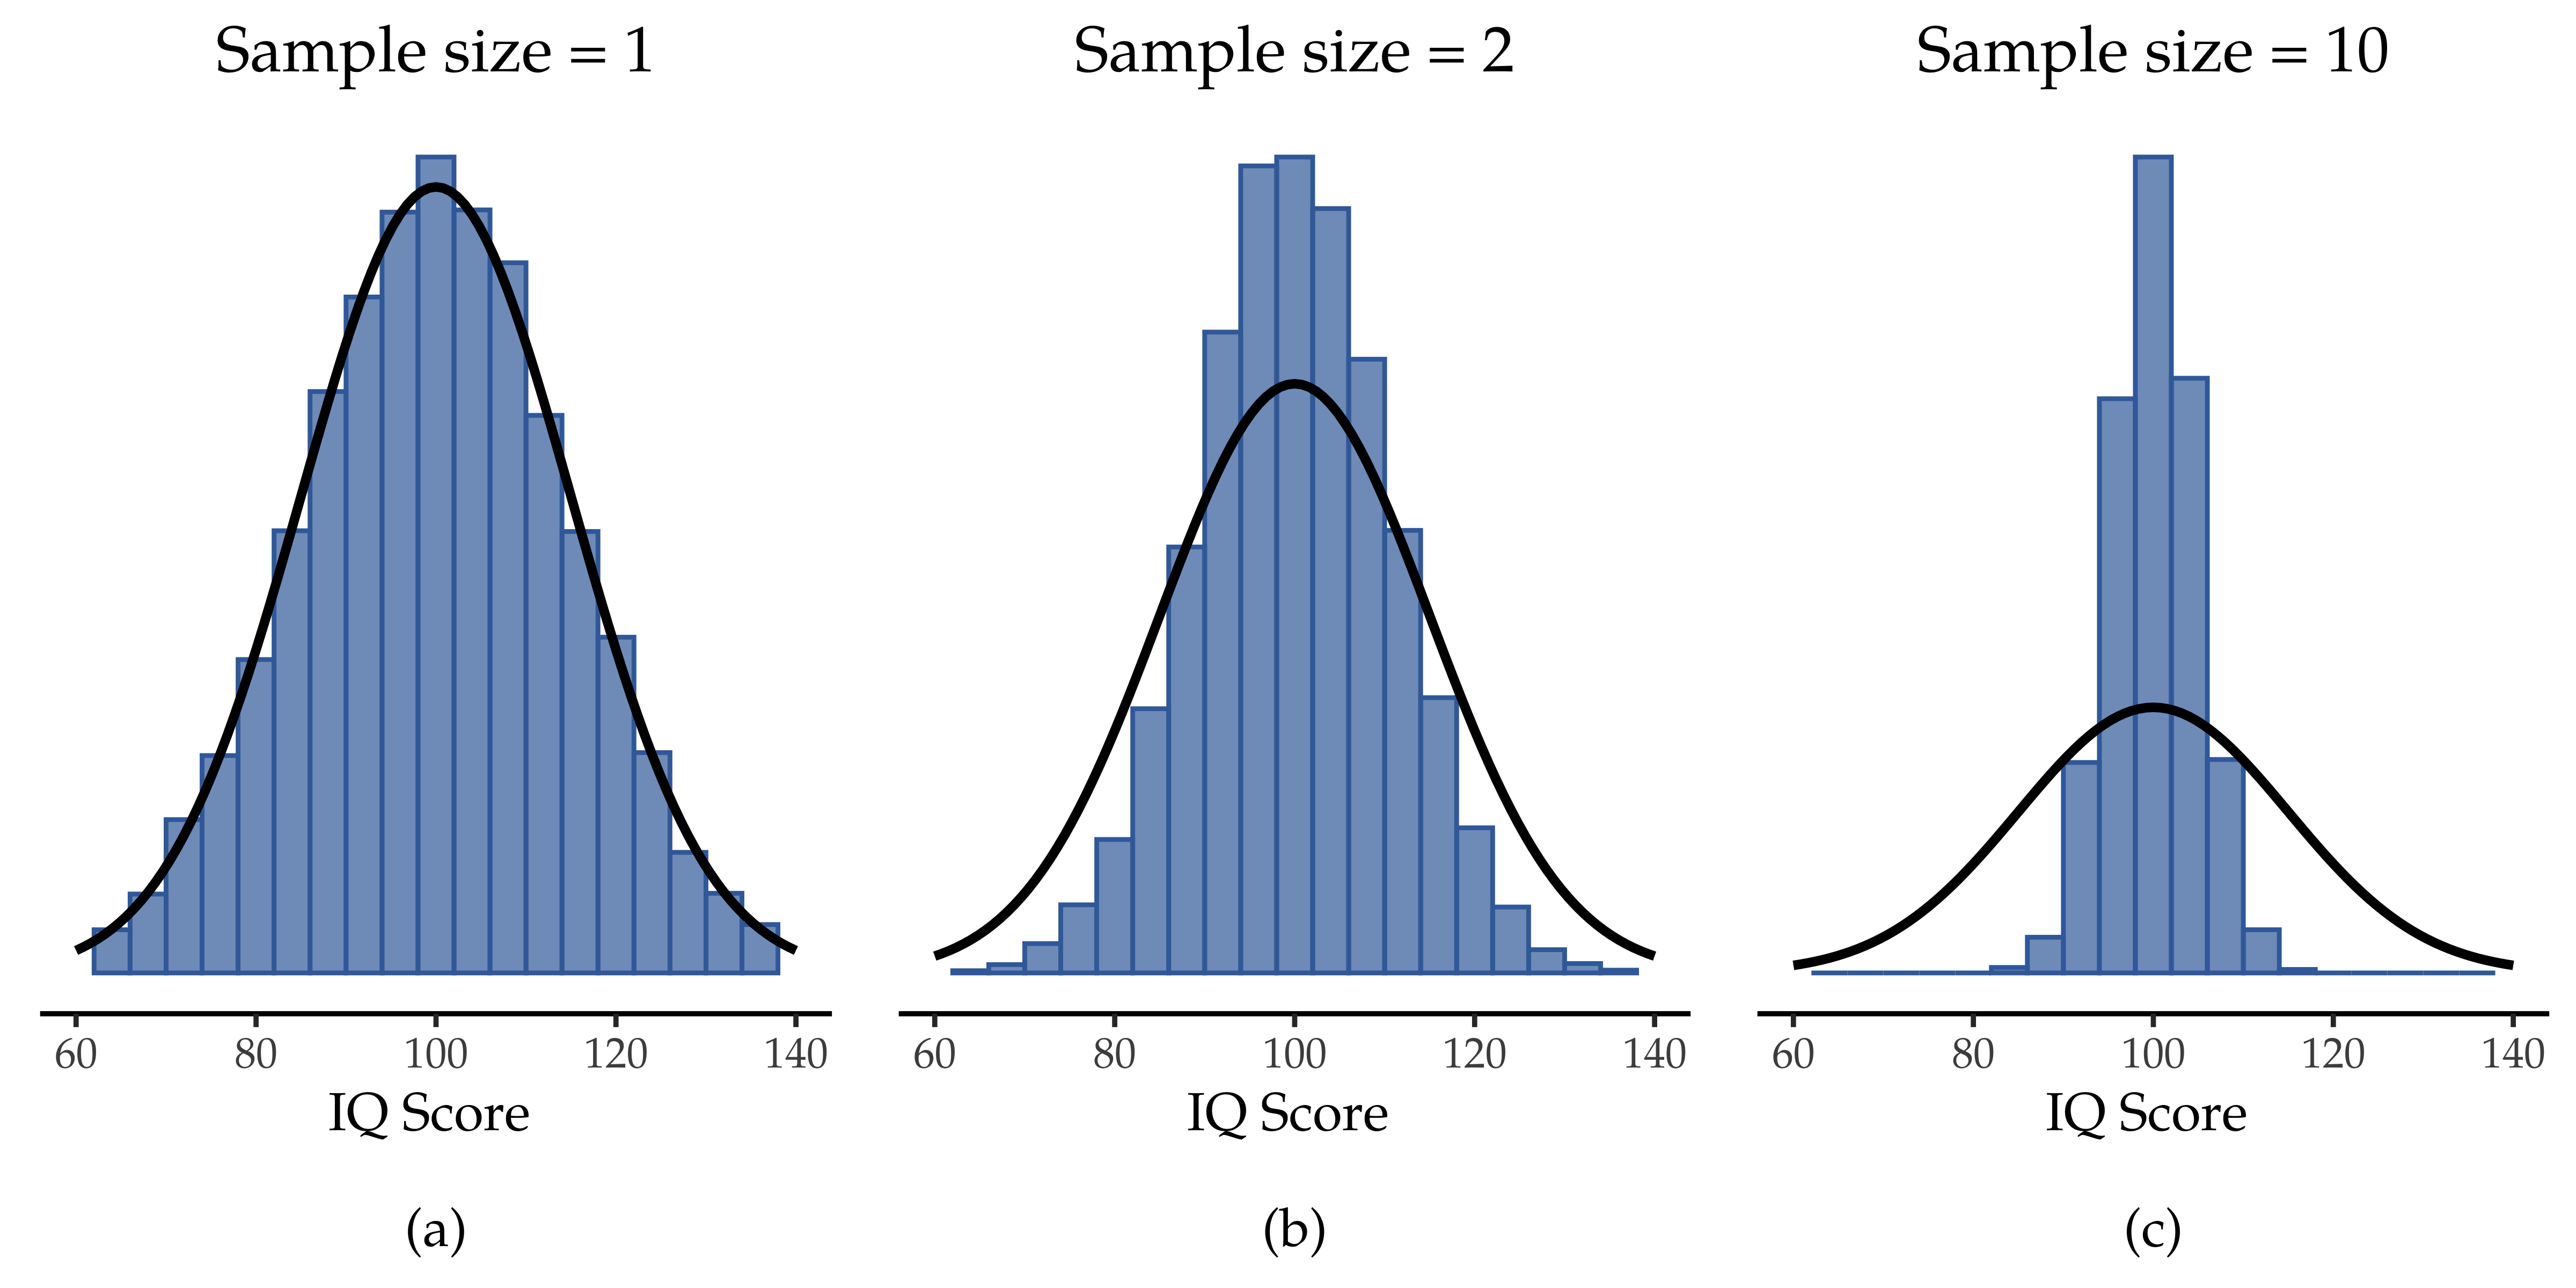 Sample size = 1
Sample size = 2
Sample size = 10
60 80 100 120 140
60 80 100 120 140
60 80 100 120 140
IQ Score
IQ Score
IQ Score
(a)
(b)
(c)